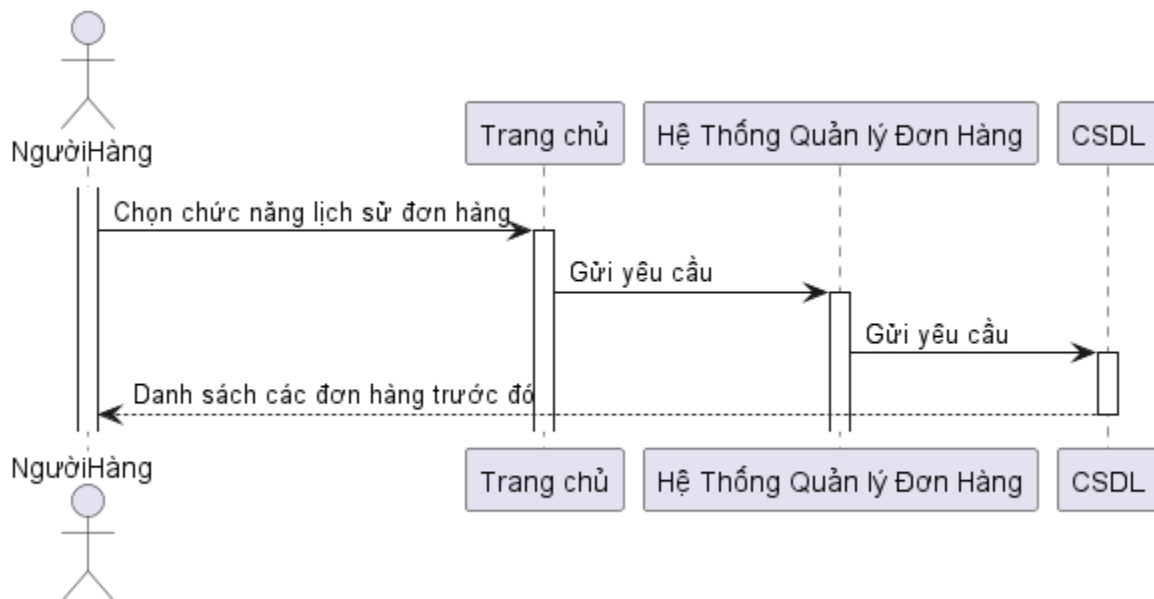 NgườiHàng
Trang chủ
Hệ Thống Quản lý Đơn Hàng
CSDL
Chọn chức năng lịch sử đơn hàng
Gửi yêu cầu
Gửi yêu cầu
Danh sách các đơn hàng trước đó
NgườiHàng
Trang chủ
Hệ Thống Quản lý Đơn Hàng
CSDL